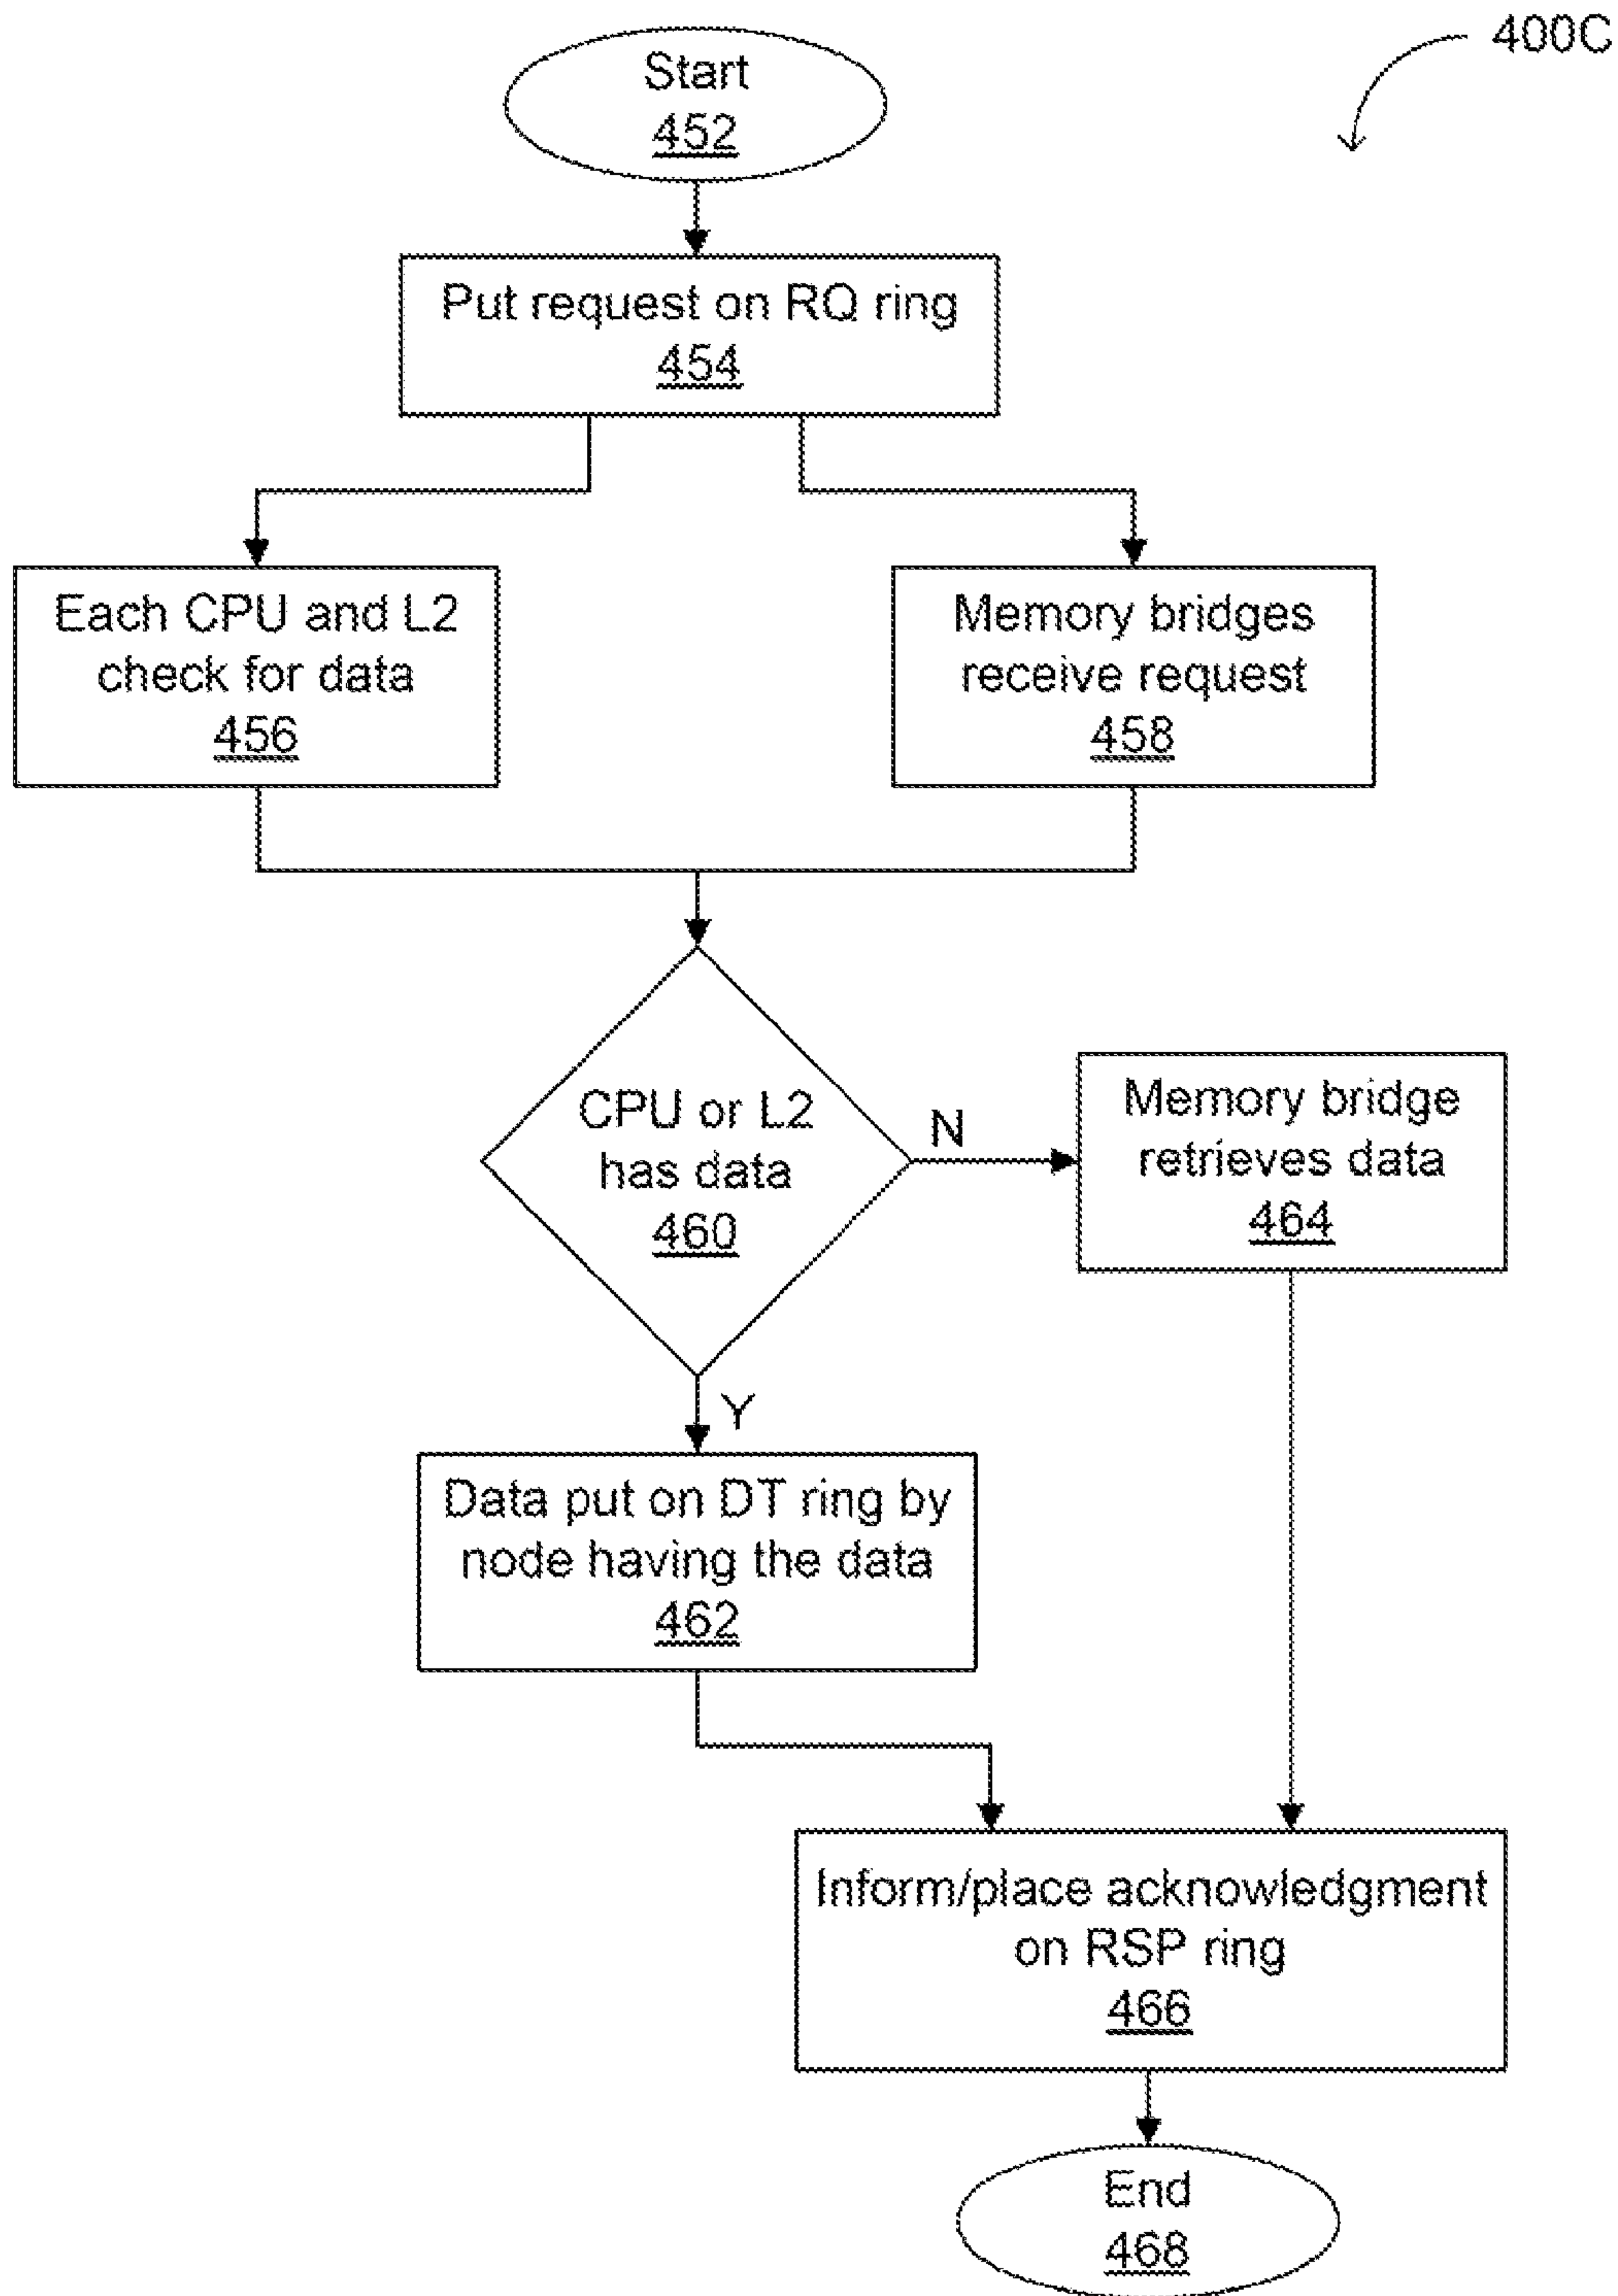 400C
Start
452
Put request on RQ ring
454
Each CPU and L2
check for data
456
Memory bridges
receive request
458
CPU or L2
has data
460
N
Memory bridge
retrieves data
464
Y
Data put on DT ring by
node having the data
462
Inform/place acknowledgment
on RSP ring
466
End
468